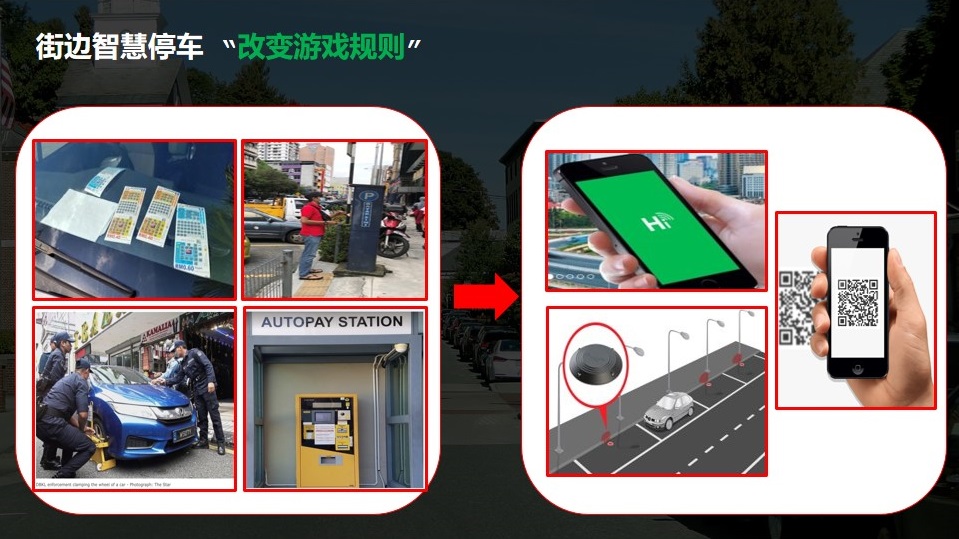 街边智慧停车 “改变游戏规则”
RM0.60
P
AUTOPAY STATION
DBKL enforcement clamping the wheel of a car - Photograph: The Star
Hi